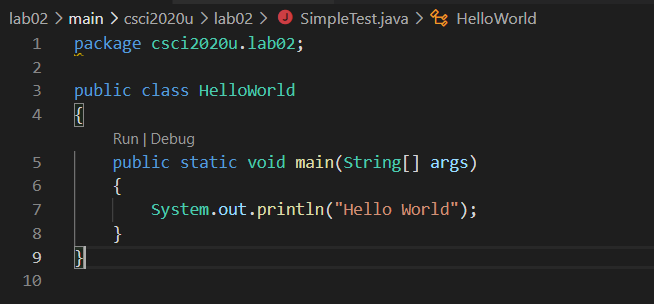 lab02 > main > csci2020u > lab02 > J SimpleTest.java > HelloWorld
1 package csci2020u.lab02;
2
3 public class HelloWorld
4 {
Run | Debug
5 public static void main(String[] args)
6 {
7 System.out.println("Hello World");
8 }
9 }
10